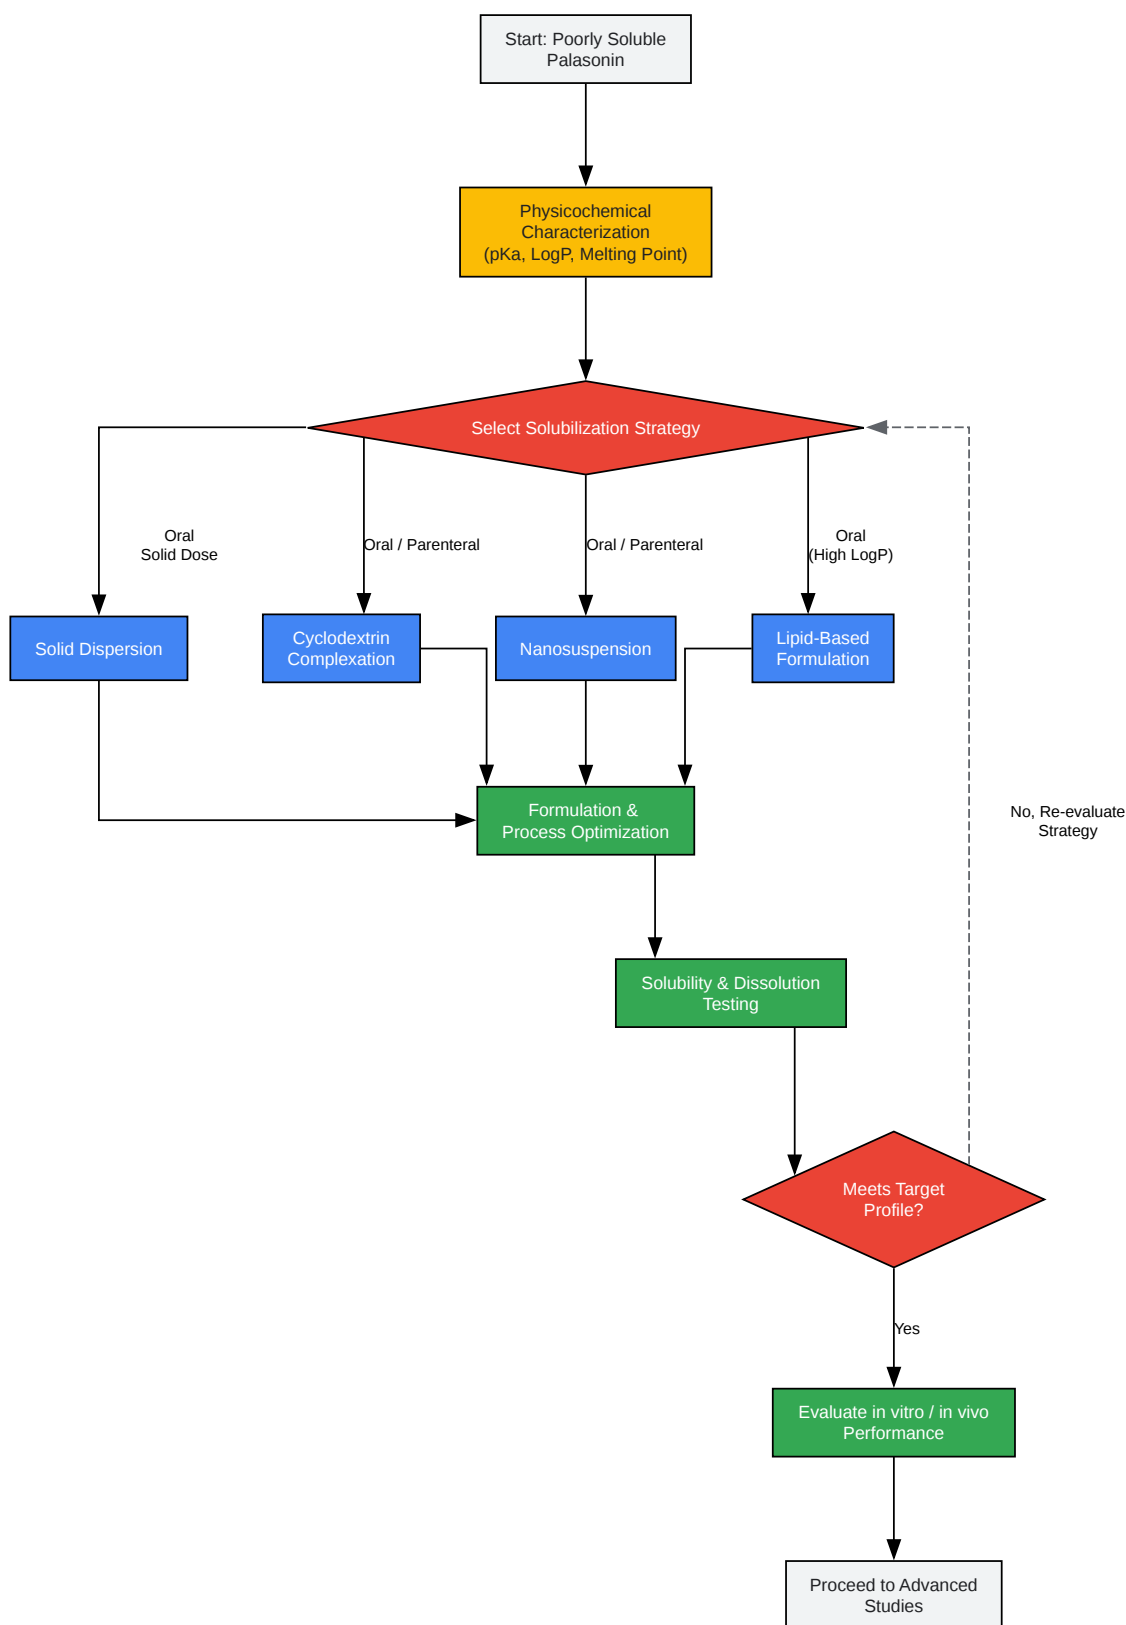 Start: Poorly Soluble
Palasonin
Physicochemical
Characterization
(pKa, LogP, Melting Point)
Select Solubilization Strategy
Oral
Solid Dose
Oral / Parenteral
Oral / Parenteral
Oral
(High LogP)
Solid Dispersion
Cyclodextrin
Complexation
Nanosuspension
Lipid-Based
Formulation
Formulation &
Process Optimization
No, Re-evaluate
Strategy
Solubility & Dissolution
Testing
Meets Target
Profile?
Yes
Evaluate in vitro / in vivo
Performance
Proceed to Advanced
Studies